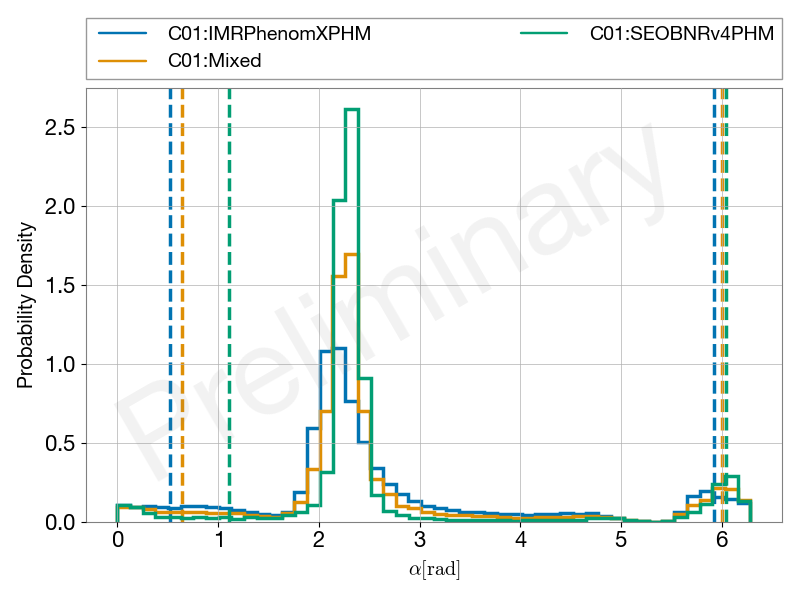 C01:IMRPhenomXPHM
C01:SEOBNRv4PHM
C01:Mixed
Preliminary
Probability Density
2.5
2.0
1.5
1.0
0.5
0.0
0 1 2 3 4 5 6
α[rad]